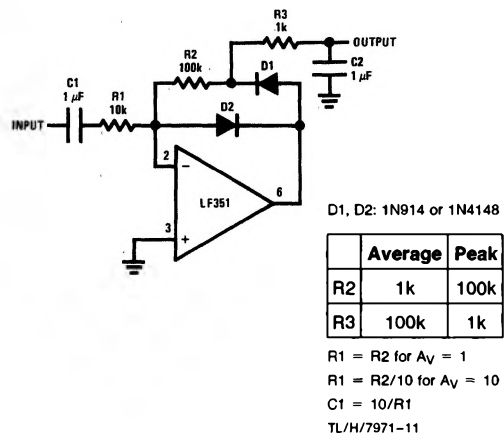 R3
1k
OUTPUT
R2
100k
D1
C2
1 μF
C1
1 μF
R1
10k
D2
INPUT
2
−
LF351
6
3
+
D1, D2: 1N914 or 1N4148
Average Peak
R2 1k 100k
R3 100k 1k
R1 = R2 for AV = 1
R1 = R2/10 for AV = 10
C1 = 10/R1
TL/H/7971-11